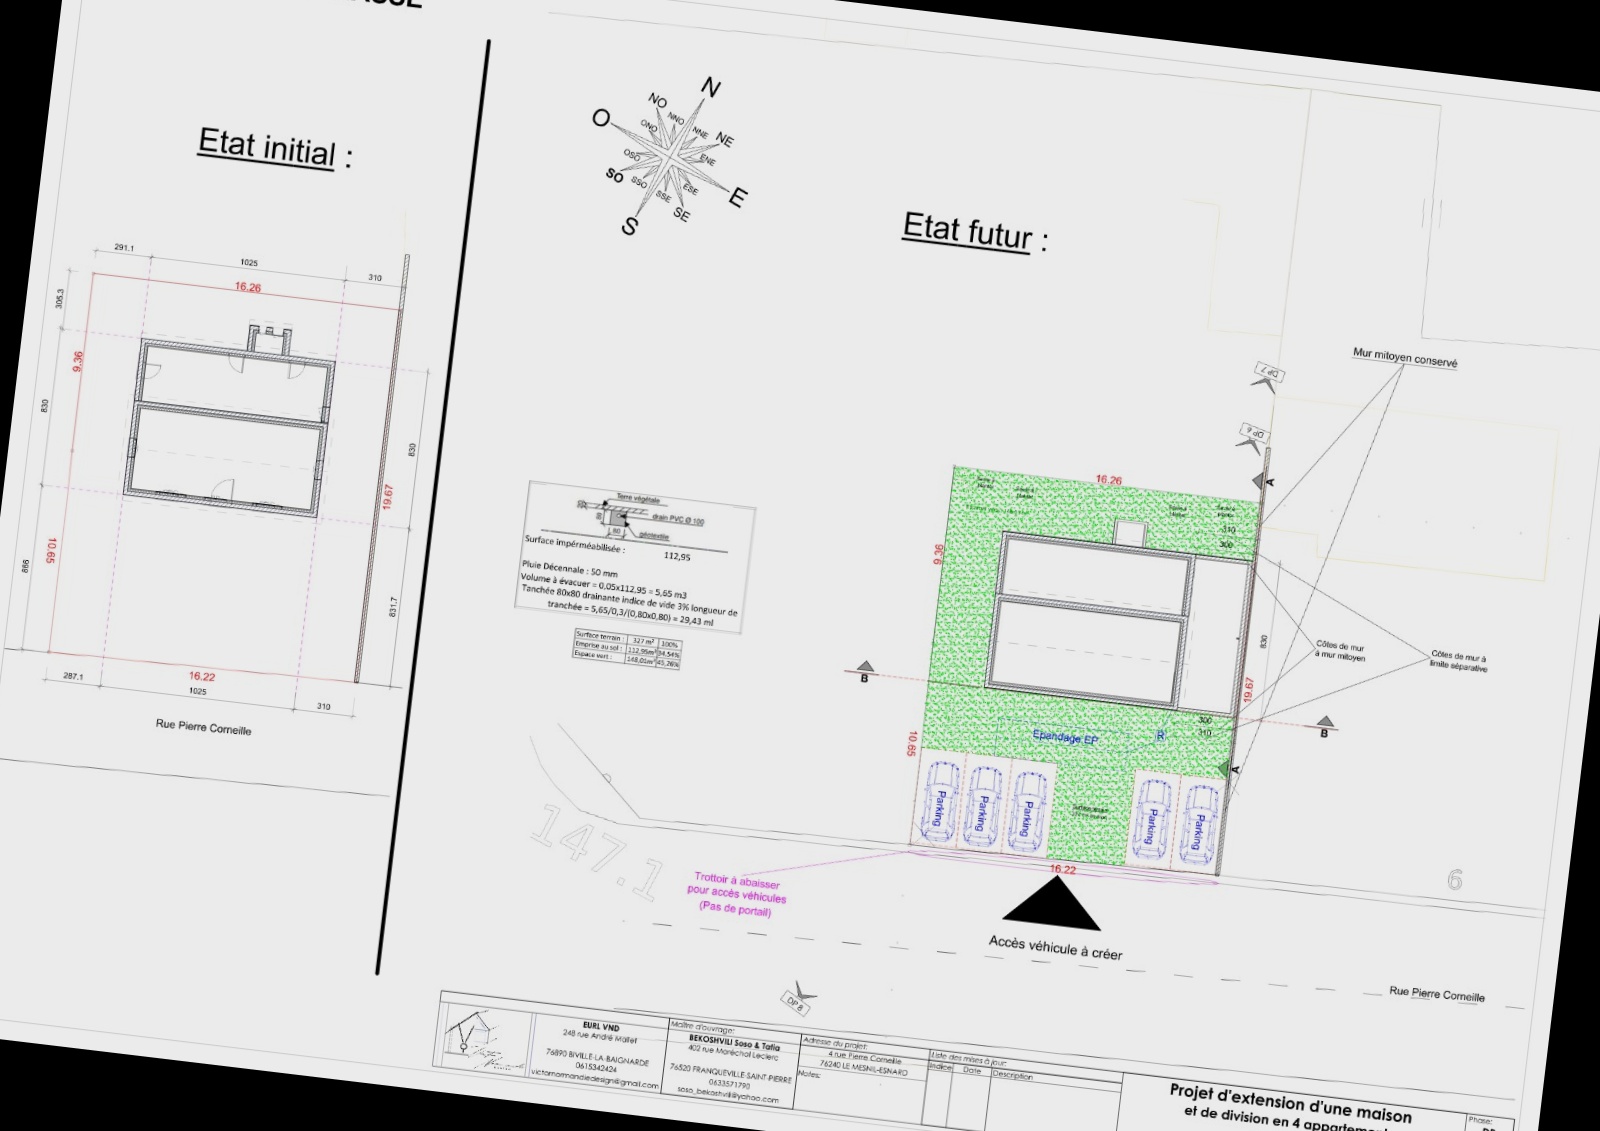 Etat initial :
291.1
1025
310
16.26
305.3
9.36
830
830
19.67
10.65
866
831.7
16.22
287.1
1025
310
Rue Pierre Corneille
N
NNO
NNE
NO
NE
ONO
ENE
O
E
OSO
ESE
SO
SSO
SSE
SE
S
Etat futur :
Terre végétale
drain PVC Ø 100
80
80
géotextile
Surface impérméabilisée : 112,95
Pluie Décennale : 50 mm
Volume à évacuer = 0,05x112,95 = 5,65 m3
Tanchée 80x80 drainante indice de vide 3% longueur de
tranchée = 5,65/0,3/(0,80x0,80) = 29,43 ml
Surface terrain : 327 m² 100%
Emprise au sol : 112,95m² 34,54%
Espace vert : 148,01m² 45,26%
Mur mitoyen conservé
DP 7
DP 6
A
16.26
310
300
9.36
830
Côtes de mur
à mur mitoyen
Côtes de mur à
limite séparative
19.67
B
B
300
310
Epandage EP
R
10.65
A
Parking
Parking
Parking
Parking
Parking
16.22
147.1
6
Trottoir à abaisser
pour accès véhicules
(Pas de portail)
Accès véhicule à créer
Rue Pierre Corneille
DP 8
EURL VND
248 rue André Mallet
76890 BIVILLE-LA-BAIGNARDE
0615342424
victornormandiedesign@gmail.com
Maître d'ouvrage:
BEKOSHVILI Soso & Tatia
402 rue Maréchal Leclerc
76520 FRANQUEVILLE-SAINT-PIERRE
0633571790
soso_bekoshvili@yahoo.com
Adresse du projet:
4 rue Pierre Corneille
76240 LE MESNIL-ESNARD
Notes:
Liste des mises à jour:
Indice Date Description
Projet d'extension d'une maison
et de division en 4
Phase: